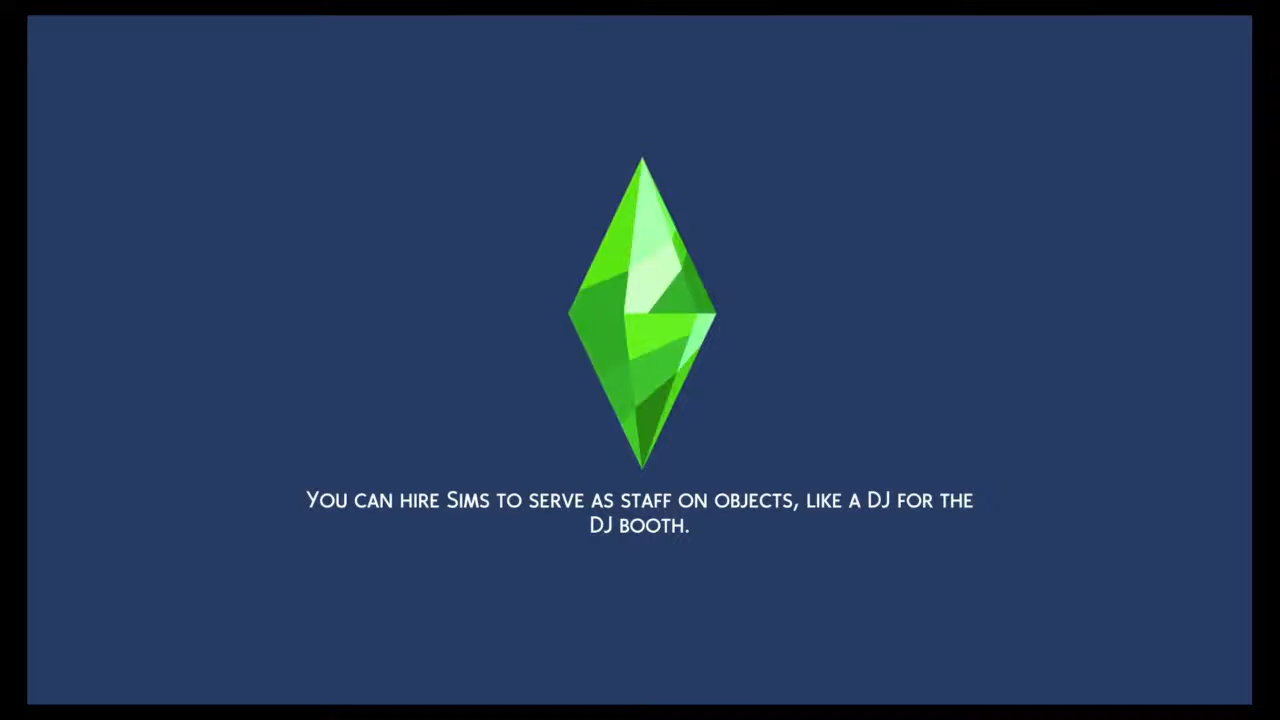 You can hire Sims to serve as staff on objects, like a DJ for the
DJ booth.